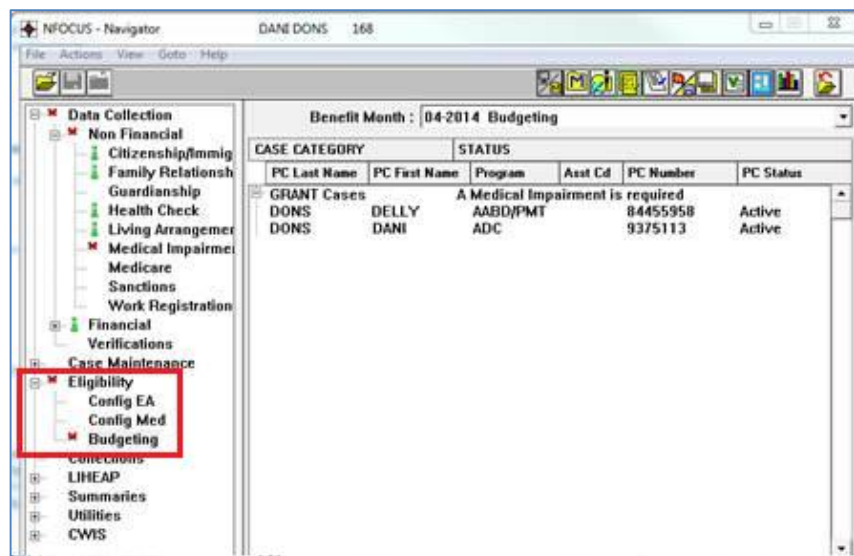 NFOCUS - Navigator DANI DONS 168
File Actions View Goto Help
Data Collection
Non Financial
Citizenship/Immig
Family Relationsh
Guardianship
Health Check
Living Arrangemer
Medical Impairme
Medicare
Sanctions
Work Registration
Financial
Verifications
Case Maintenance
Eligibility
Config EA
Config Med
Budgeting
Collections
LIHEAP
Summaries
Utilities
CWIS
Benefit Month : 04-2014 Budgeting
CASE CATEGORY STATUS
PC Last Name PC First Name Program Asst Cd PC Number PC Status
GRANT Cases A Medical Impairment is required
DONS DELLY AABD/PMT 84455958 Active
DONS DANI ADC 9375113 Active